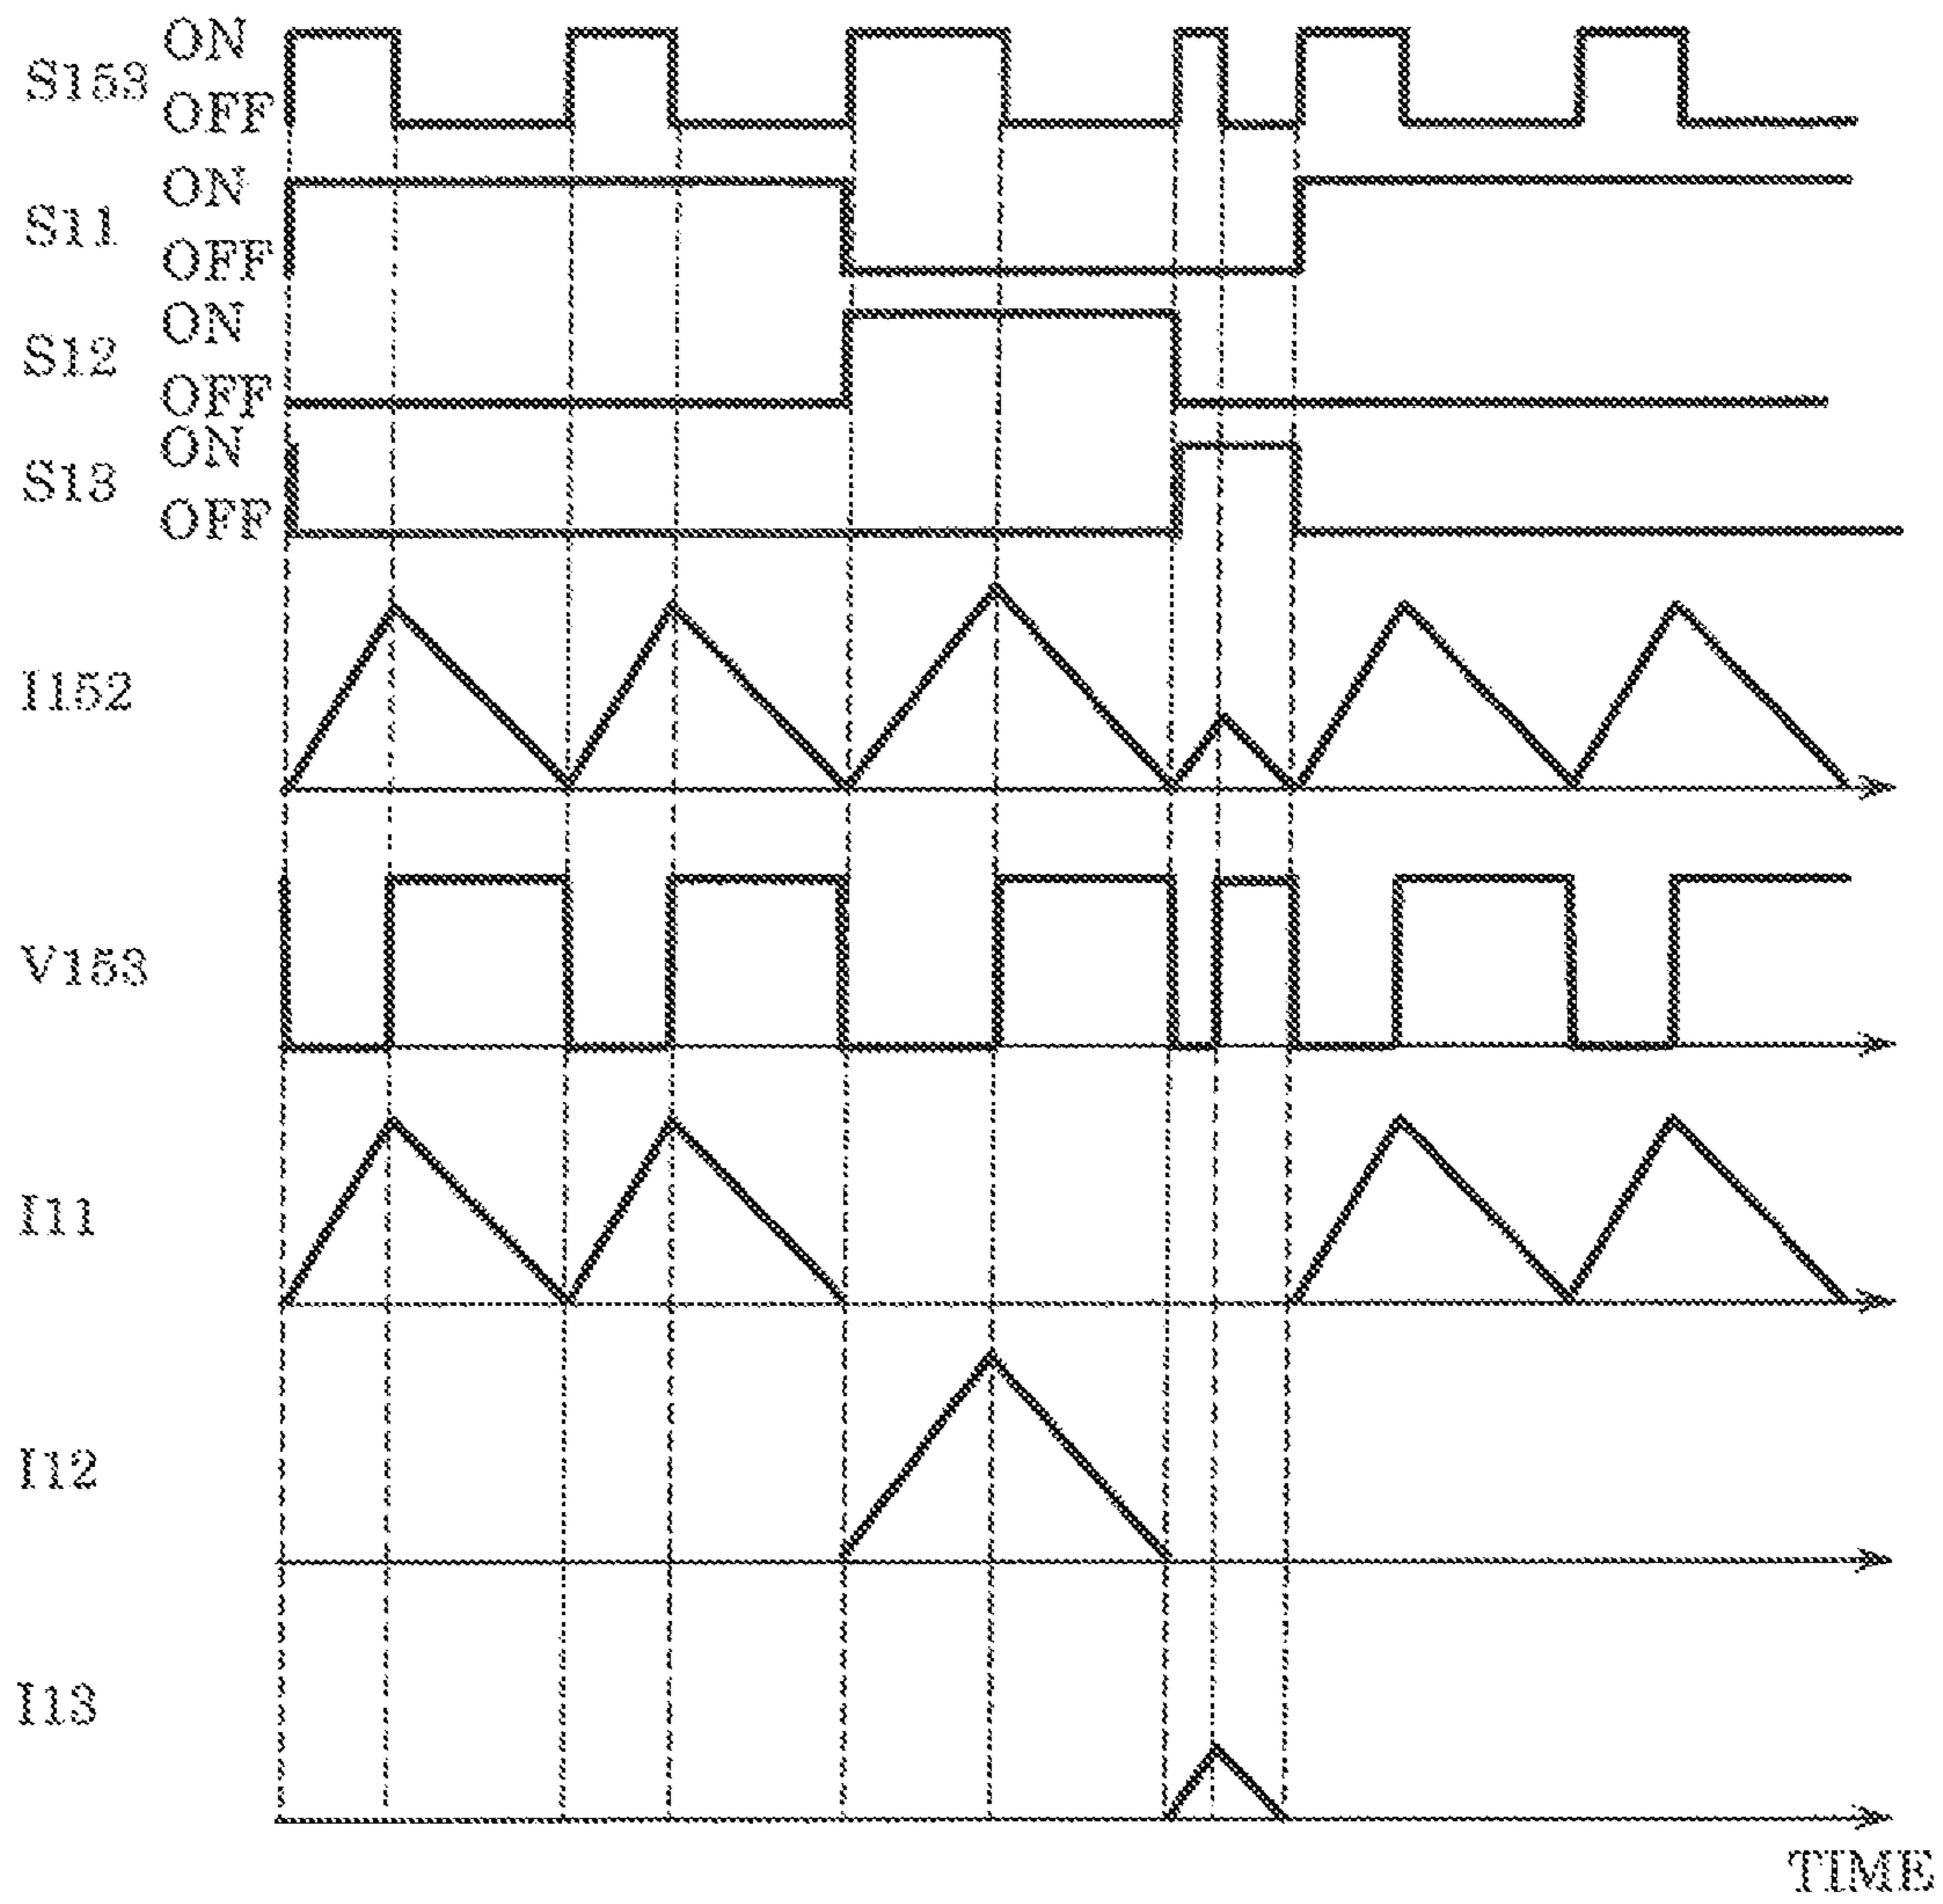 S153 ON
OFF
S11 ON
OFF
S12 ON
OFF
S13 ON
OFF
I152
V153
I11
I12
I13
TIME